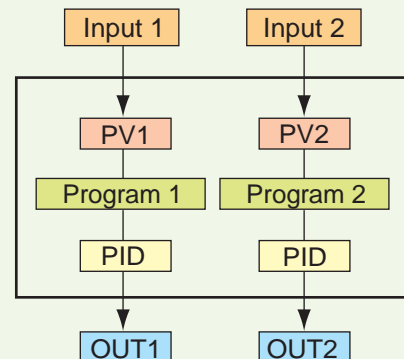 Input 1 Input 2
PV1 PV2
Program 1 Program 2
PID PID
OUT1 OUT2